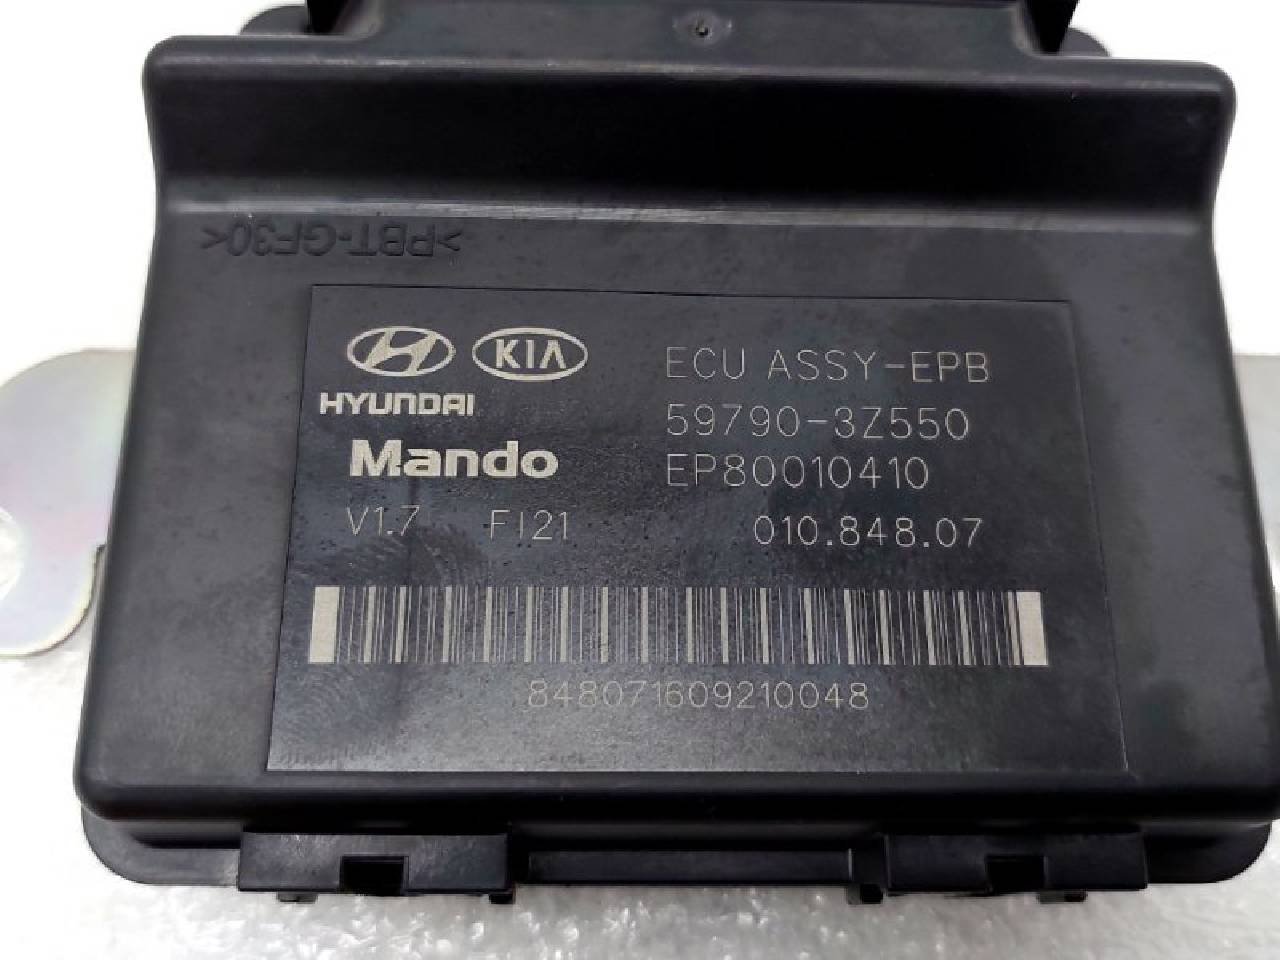 >PBT-GF30<
HYUNDAI
KIA
Mando
ECU ASSY-EPB
59790-3Z550
EP80010410
V1.7 F121 010.848.07
848071609210048